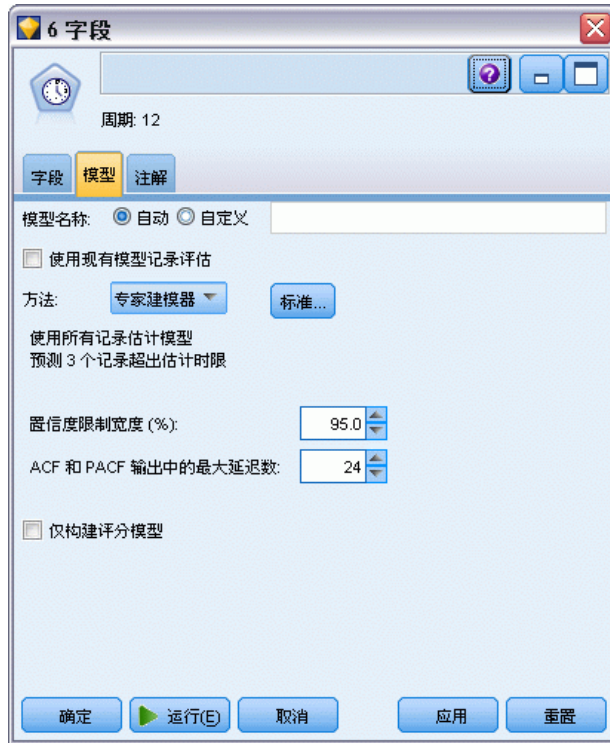 6 字段
周期: 12
字段 模型 注解
模型名称: 自动 自定义
使用现有模型记录评估
方法: 专家建模器 标准...
使用所有记录估计模型
预测 3 个记录超出估计时限
置信度限制宽度 (%): 95.0
ACF 和 PACF 输出中的最大延迟数: 24
仅构建评分模型
确定 运行(E) 取消 应用 重置